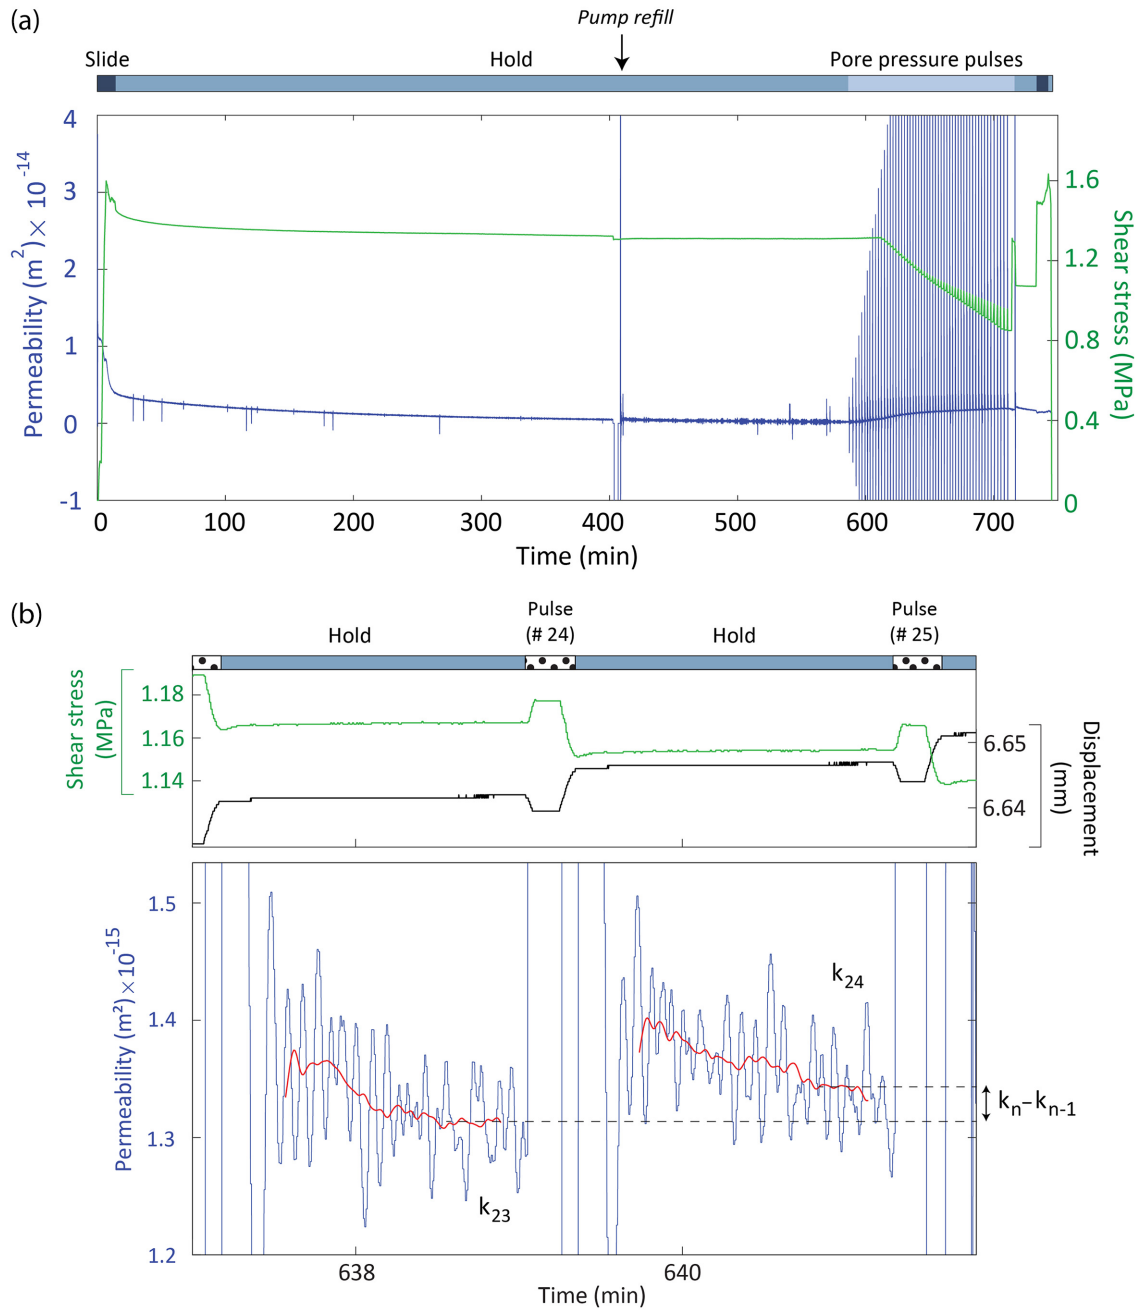 (a)
Pump refill
Slide
Hold
Pore pressure pulses
4
3
2
1
0
-1
Permeability (m²) × 10⁻¹⁴
1.6
1.2
0.8
0.4
0
Shear stress (MPa)
0
100
200
300
400
500
600
700
Time (min)
(b)
Hold
Pulse
(# 24)
Hold
Pulse
(# 25)
Shear stress
(MPa)
1.18
1.16
1.14
6.65
6.64
Displacement
(mm)
1.5
1.4
1.3
1.2
Permeability (m²)×10⁻¹⁵
k₂₄
kₙ–kₙ₋₁
k₂₃
638
640
Time (min)